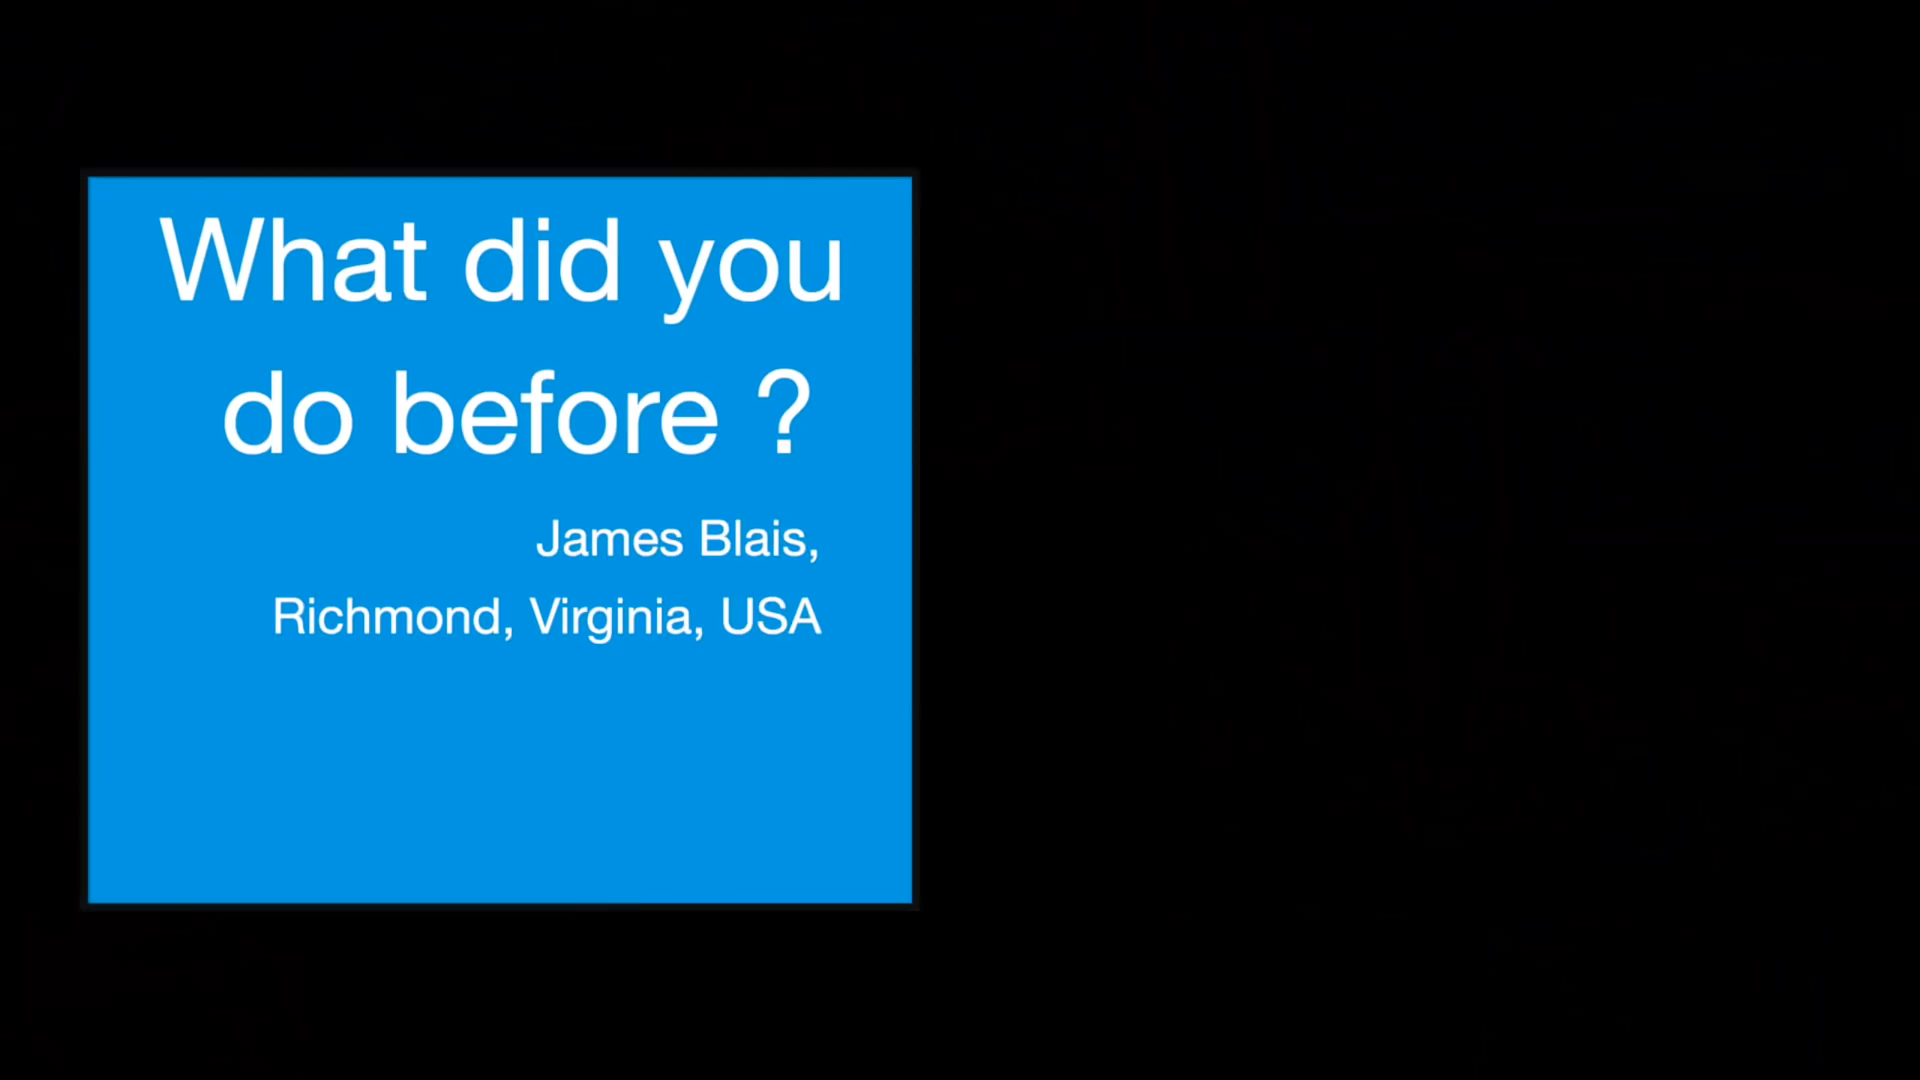 What did you
do before ?
James Blais,
Richmond, Virginia, USA